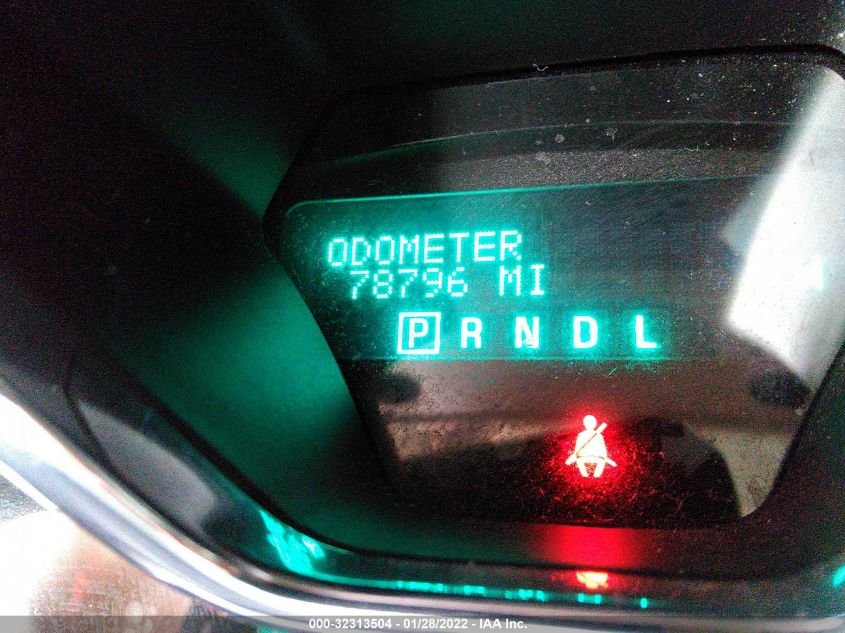 ODOMETER
78796 MI
P R N D L
000-32313504 - 01/28/2022 - IAA Inc.